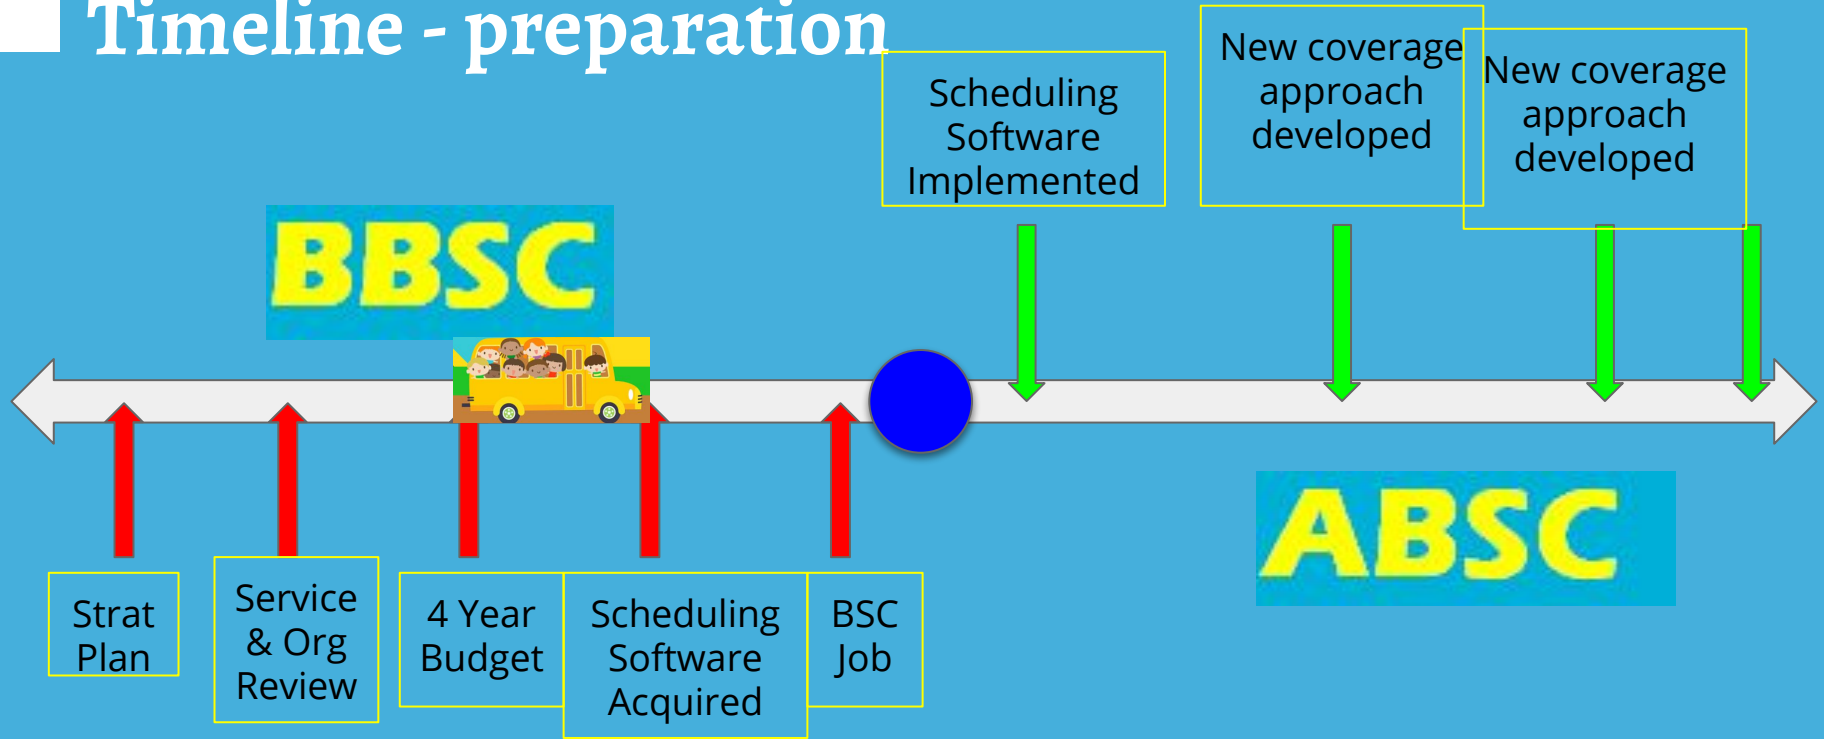 Timeline - preparation
Scheduling
Software
Implemented
New coverage
approach
developed
New coverage
approach
developed
BBSC
ABSC
Strat
Plan
Service
& Org
Review
4 Year
Budget
Scheduling
Software
Acquired
BSC
Job